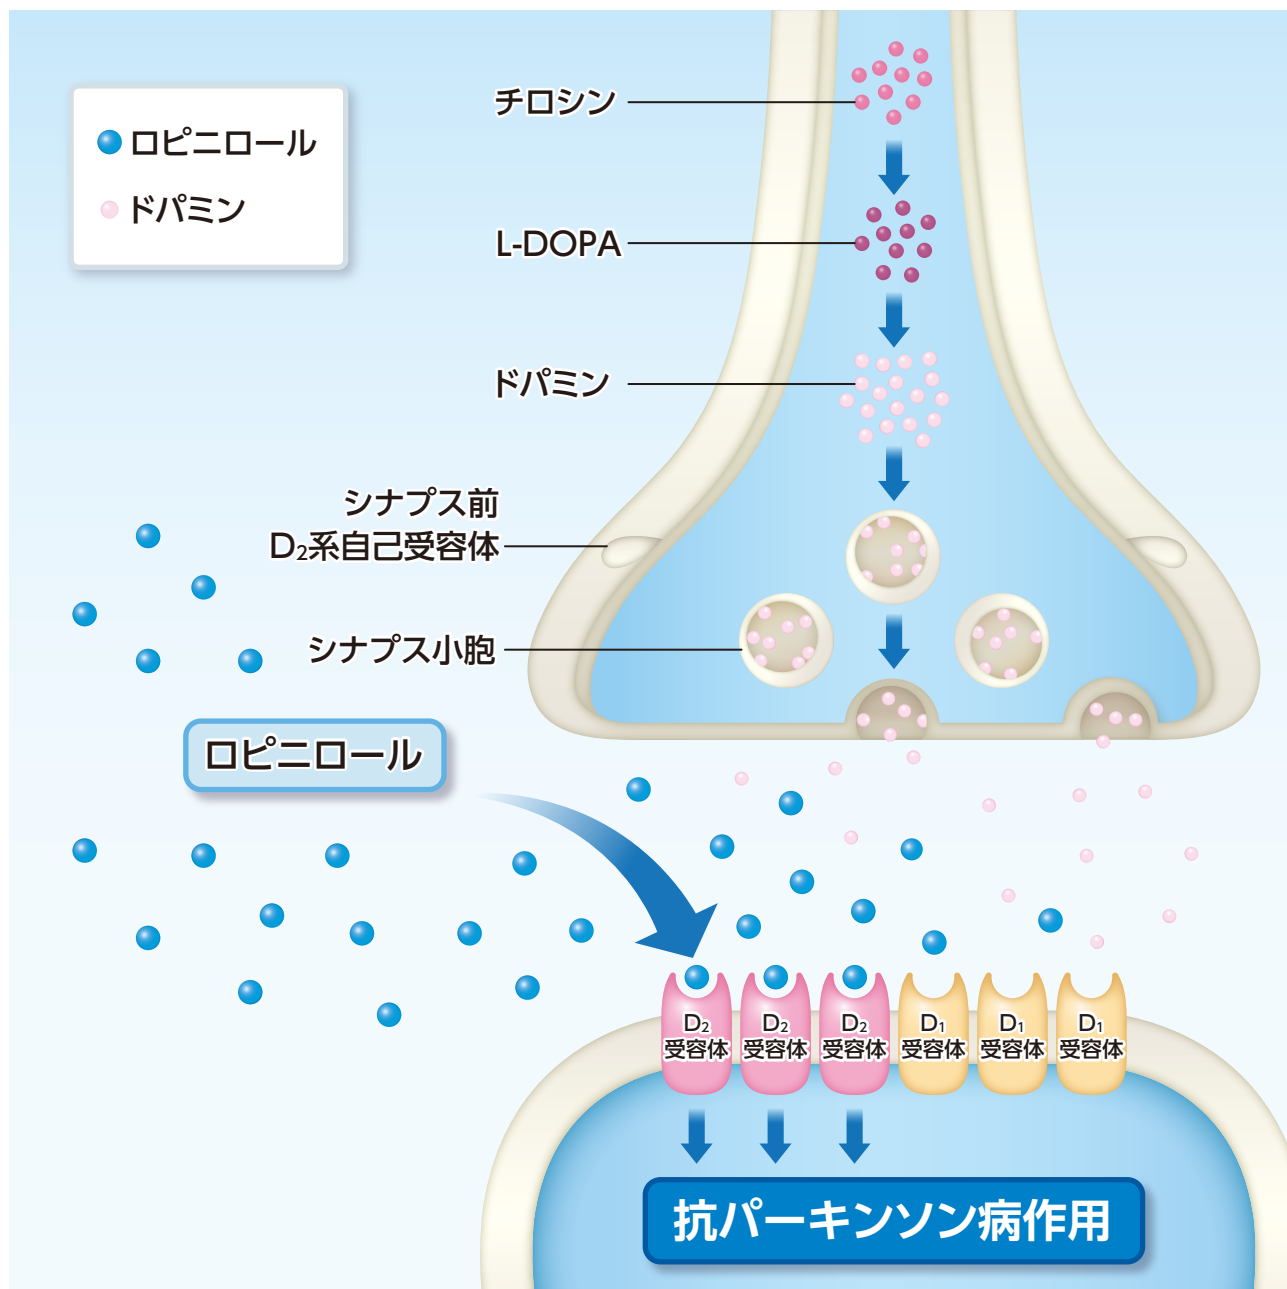 ロピニロール
ドパミン
チロシン
L-DOPA
ドパミン
シナプス前
D₂系自己受容体
シナプス小胞
ロピニロール
D₂
受容体
D₂
受容体
D₂
受容体
D₁
受容体
D₁
受容体
D₁
受容体
抗パーキンソン病作用